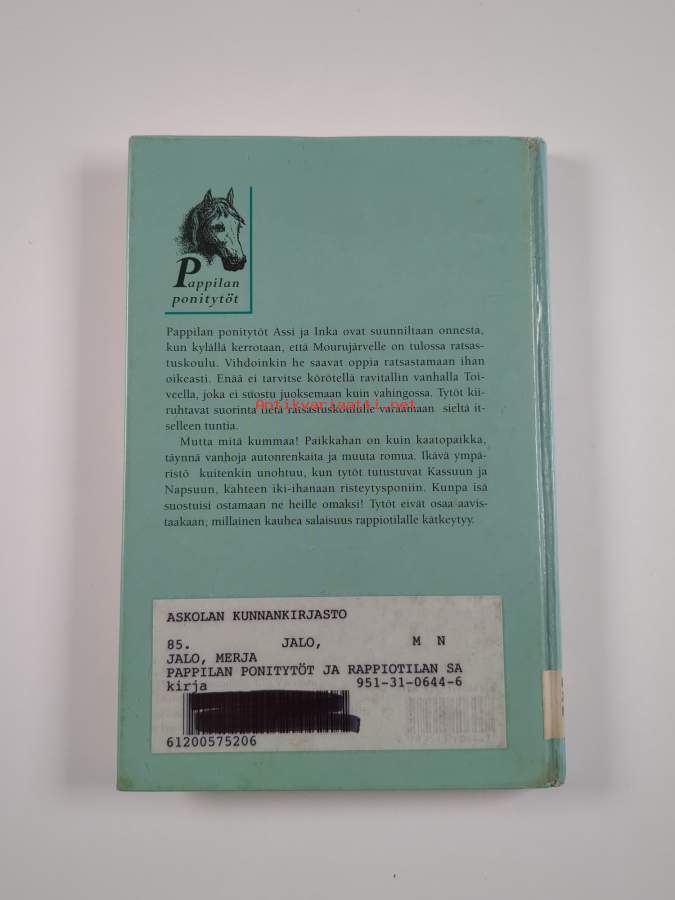 Pappilan
ponitytöt
Pappilan ponitytöt Assi ja Inka ovat suunniltaan onnesta,
kun kylällä kerrotaan, että Mourujärvelle on tulossa ratsas-
tuskoulu. Vihdoinkin he saavat oppia ratsastamaan ihan
oikeasti. Enää ei tarvitse körötellä ravitallin vanhalla Toi-
veella, joka ei suostu juoksemaan kuin vahingossa. Tytöt kii-
Antikvariaatti.net
ruhtavat suorinta tietä ratsastuskoululle varaamaan sieltä it-
selleen tuntia.
Mutta mitä kummaa! Paikkahan on kuin kaatopaikka,
täynnä vanhoja autonrenkaita ja muuta romua. Ikävä ympä-
ristö kuitenkin unohtuu, kun tytöt tutustuvat Kassuun ja
Napsuun, kahteen iki-ihanaan risteytysponiin. Kunpa isä
suostuisi ostamaan ne heille omaksi! Tytöt eivät osaa aavis-
taakaan, millainen kauhea salaisuus rappiotilalle kätkeytyy.
ASKOLAN KUNNANKIRJASTO
85. JALO, M N
JALO, MERJA
PAPPILAN PONITYTÖT JA RAPPIOTILAN SA
kirja 951-31-0644-6
61200575206